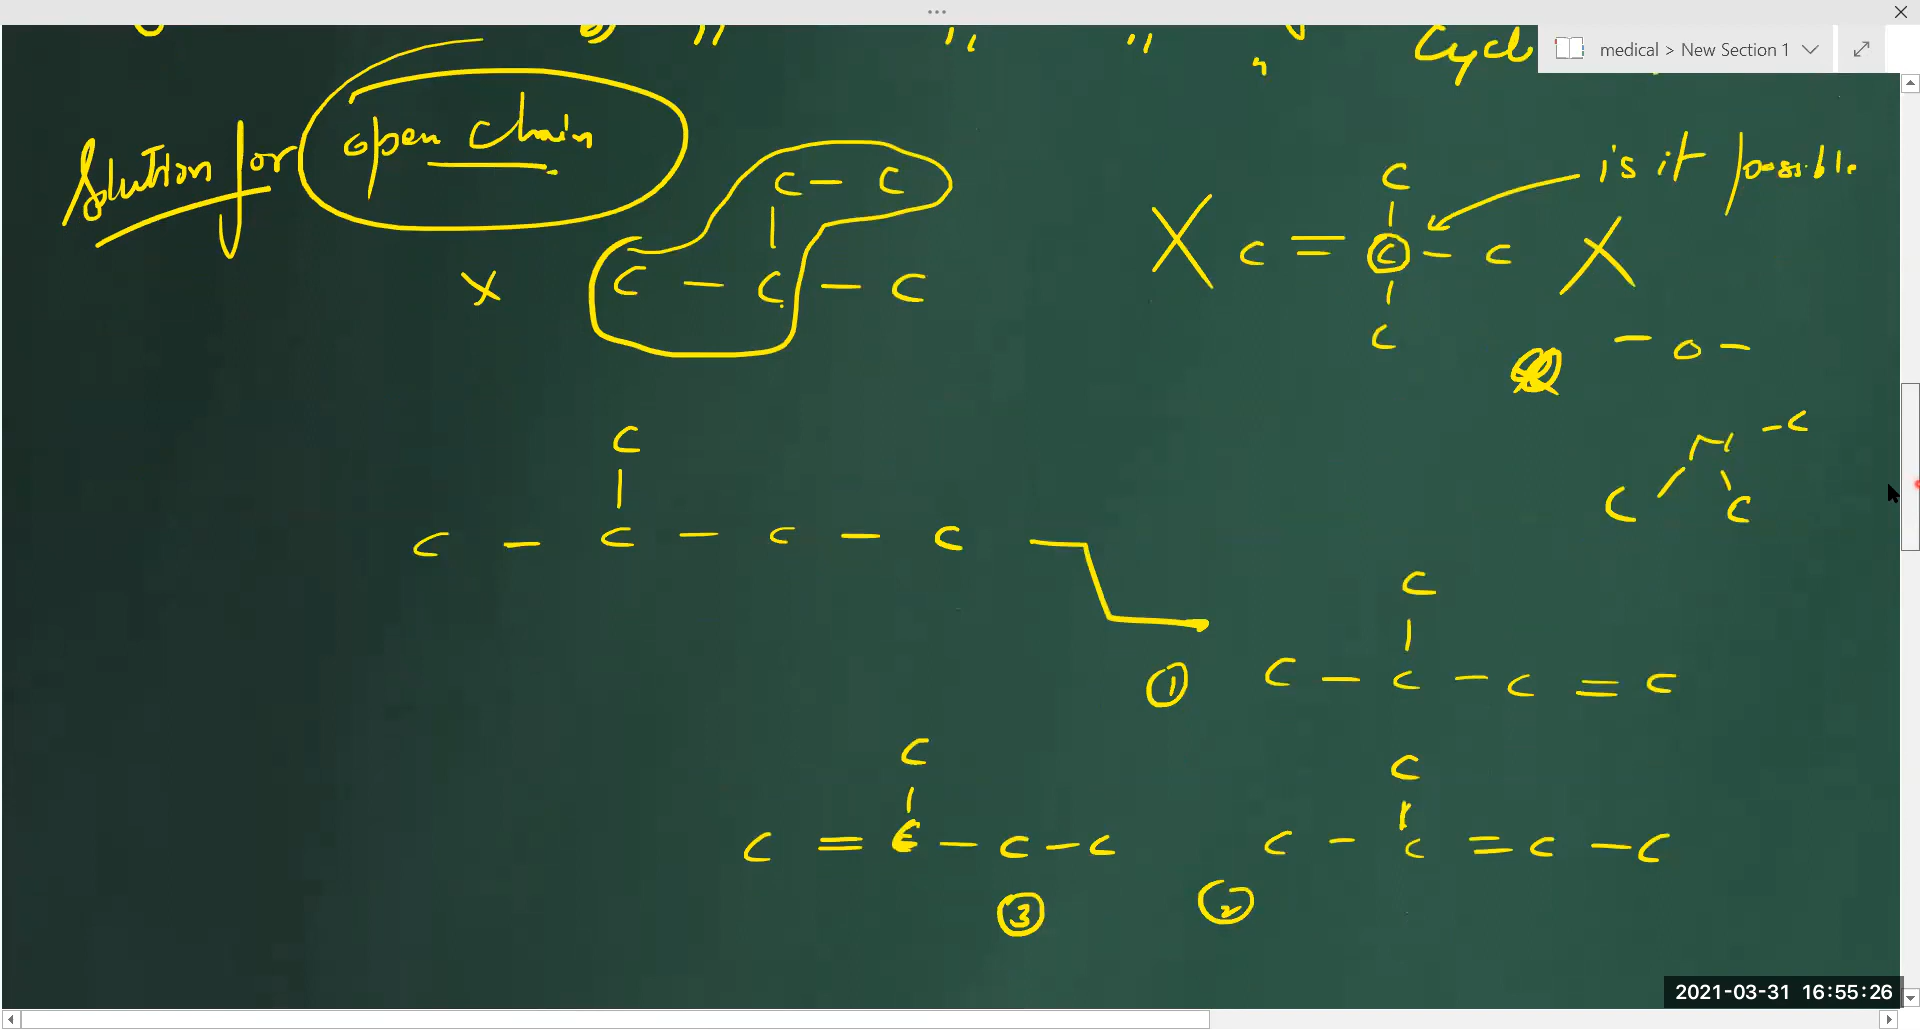 Cyclo
medical > New Section 1
Solution for open chain
C - C
|
C - C - C
X
is it possible
C
|
X C = C - C X
|
C
- O -
N - C
C C
C
|
C - C - C - C
C
|
① C - C - C = C
C
|
C = C - C - C
③
C
|
C - C = C - C
②
2021-03-31 16:55:26